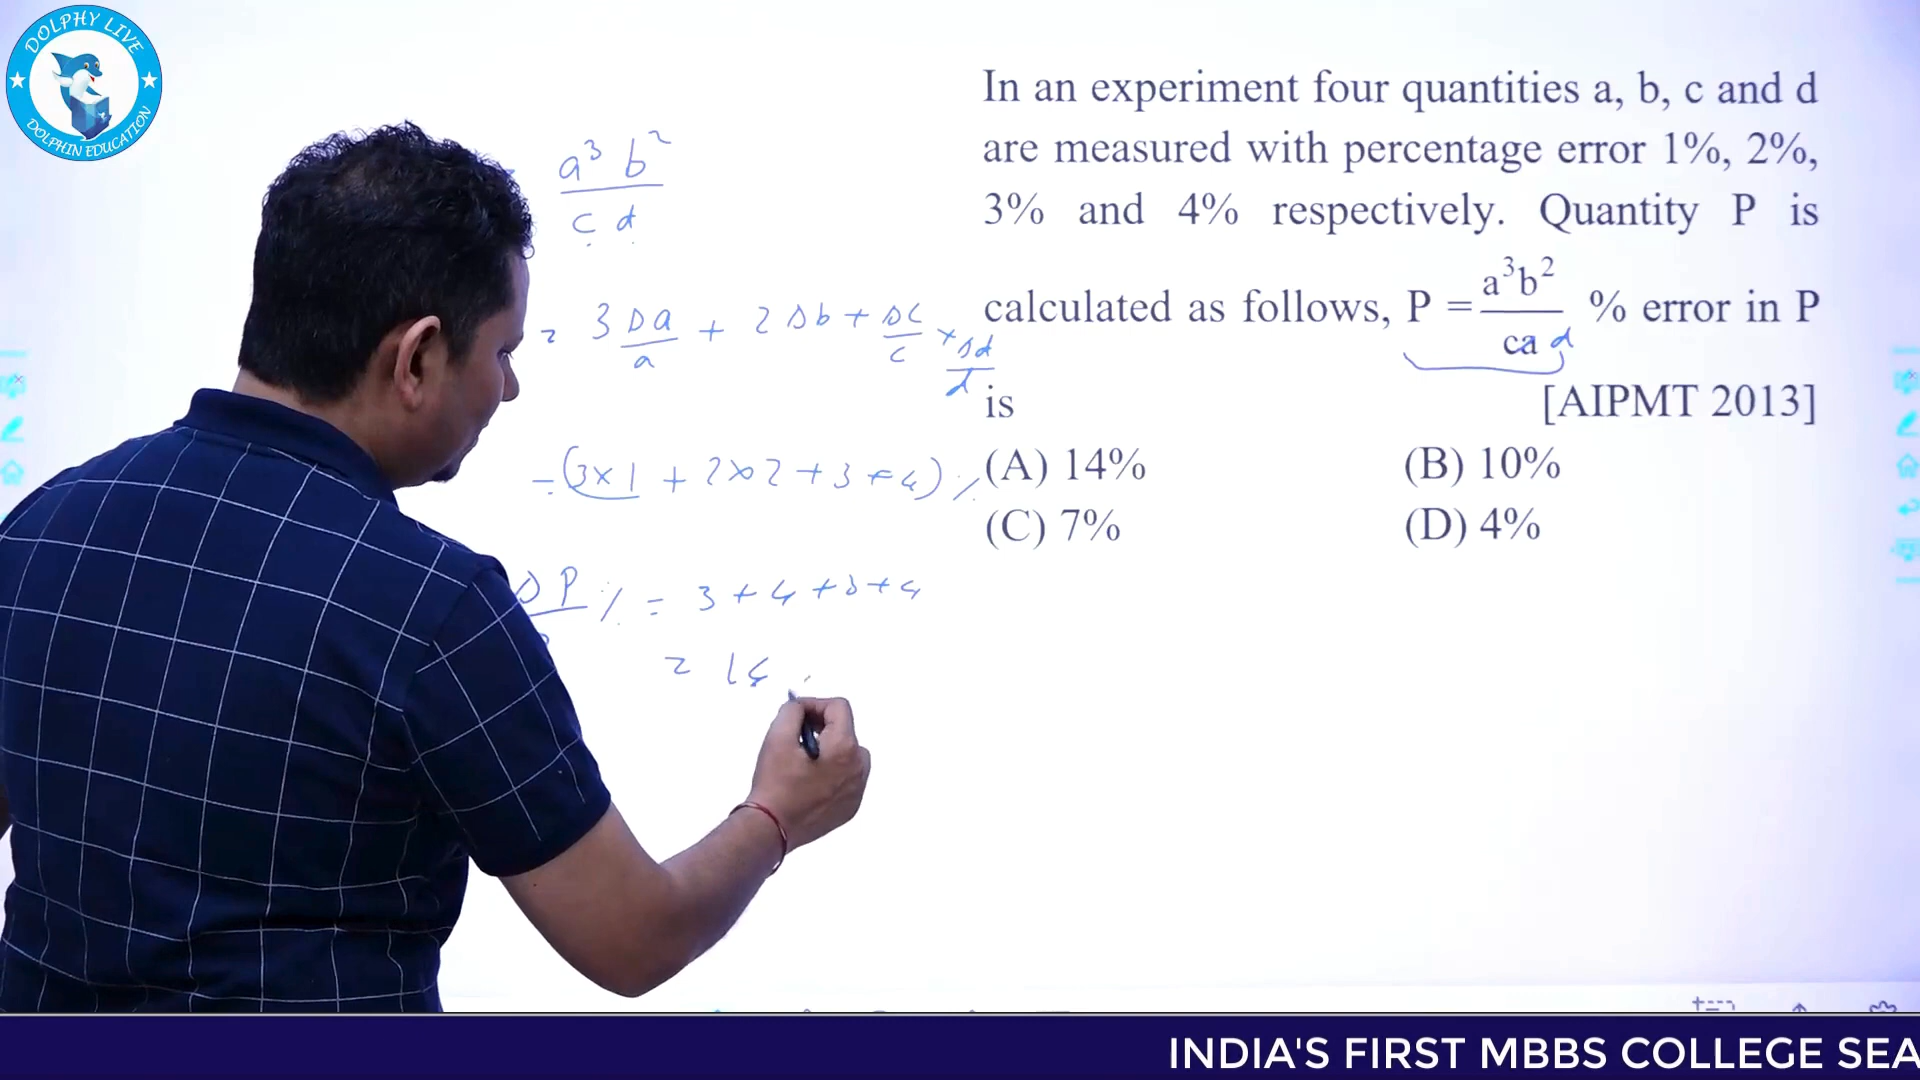 DOLPHY LIVE
DOLPHIN EDUCATION
In an experiment four quantities a, b, c and d
are measured with percentage error 1%, 2%,
3% and 4% respectively. Quantity P is
calculated as follows, P = a³b² / ca d % error in P
is [AIPMT 2013]
(A) 14% (B) 10%
(C) 7% (D) 4%
a³ b² / c d
= 3 Δa/a + 2 Δb + Δc/c + Δd/d
= (3×1 + 2×2 + 3 + 4) %
ΔP % = 3 + 4 + 3 + 4
= 14
INDIA'S FIRST MBBS COLLEGE SEA